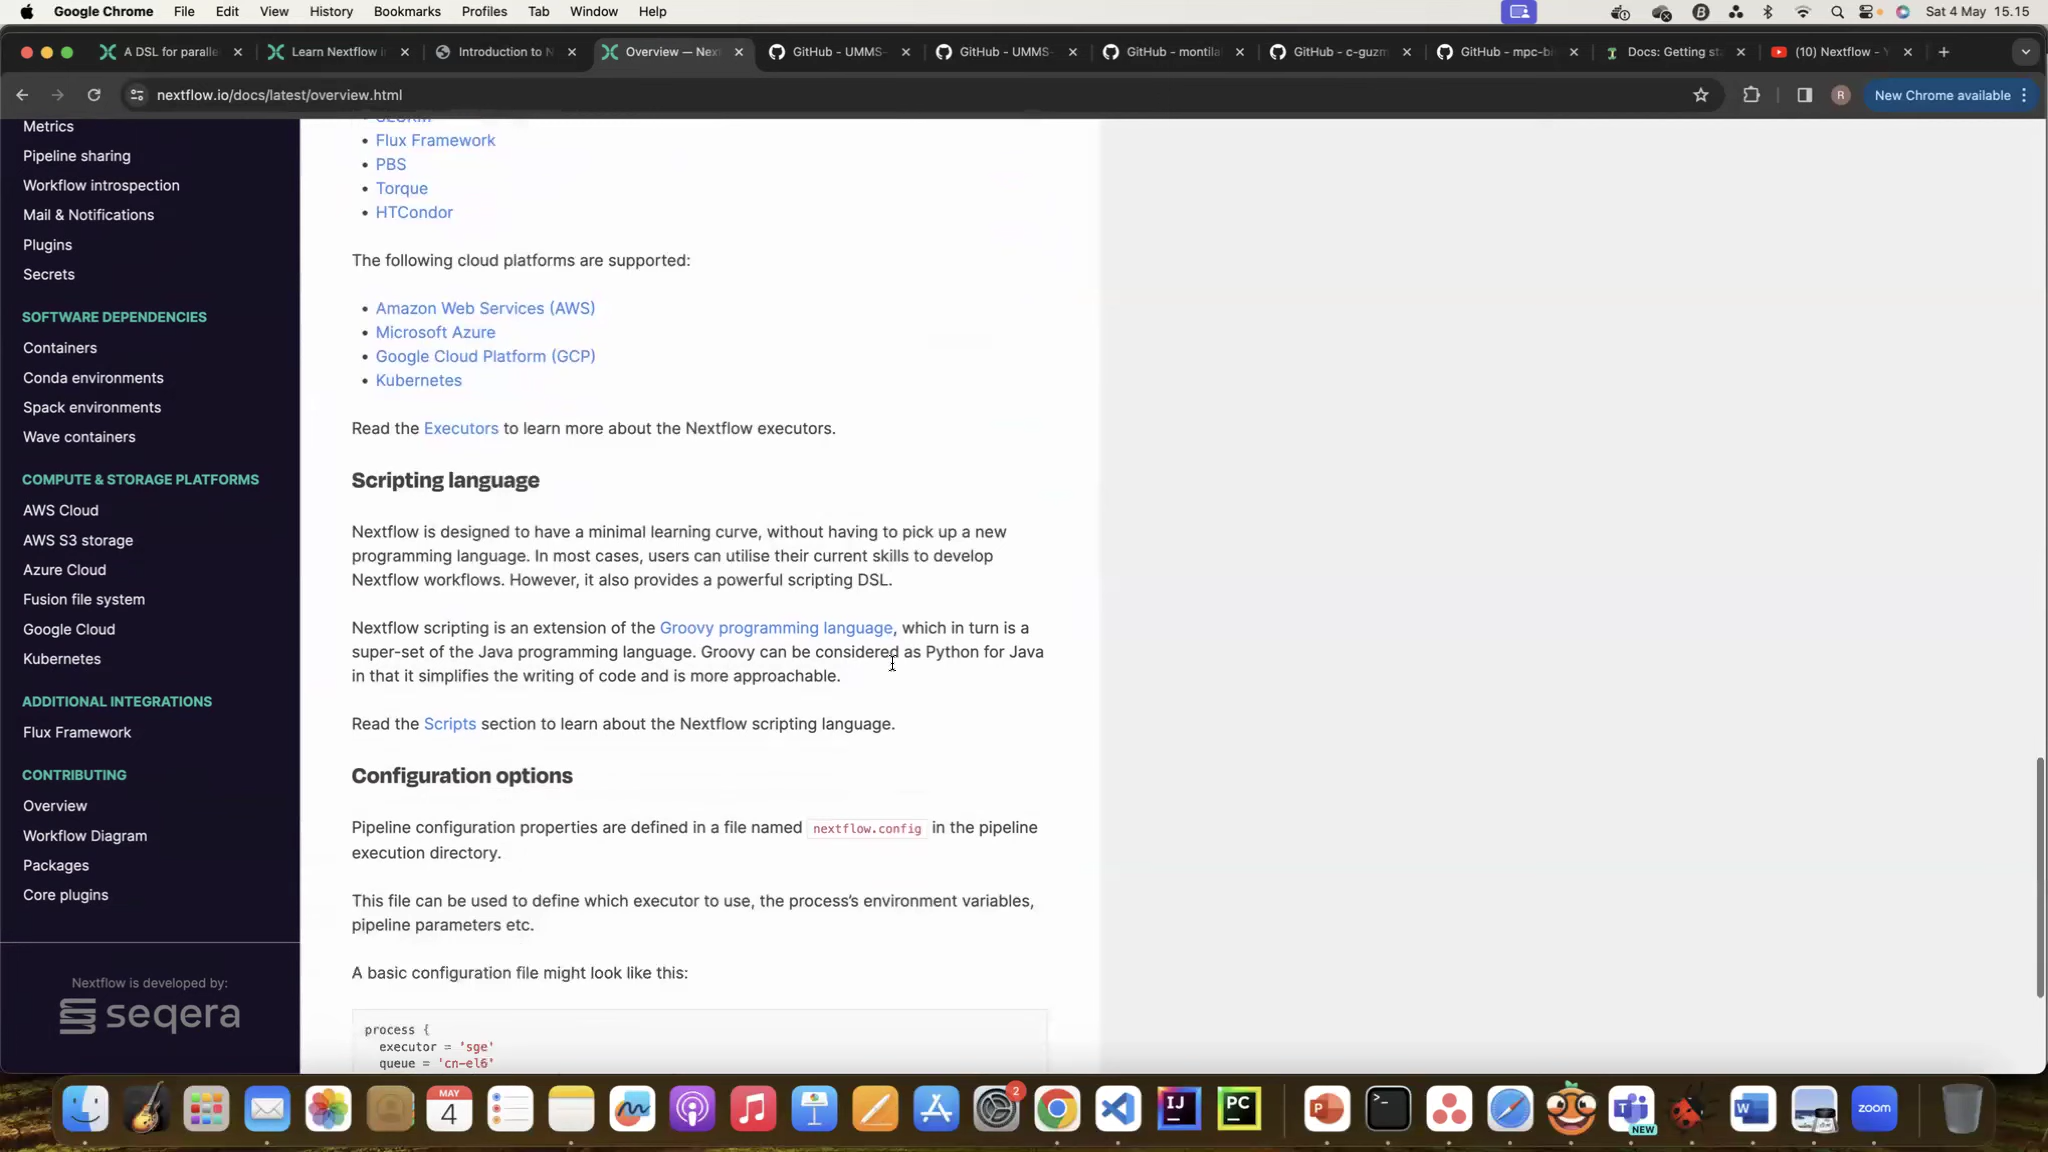 Google Chrome File Edit View History Bookmarks Profiles Tab Window Help Sat 4 May 15.15
A DSL for paralle Learn Nextflow i Introduction to N Overview — Nex GitHub - UMMS- GitHub - UMMS- GitHub - montila GitHub - c-guzm GitHub - mpc-bi Docs: Getting st (10) Nextflow - Y
nextflow.io/docs/latest/overview.html R New Chrome available
Metrics
Pipeline sharing
Workflow introspection
Mail & Notifications
Plugins
Secrets
SOFTWARE DEPENDENCIES
Containers
Conda environments
Spack environments
Wave containers
COMPUTE & STORAGE PLATFORMS
AWS Cloud
AWS S3 storage
Azure Cloud
Fusion file system
Google Cloud
Kubernetes
ADDITIONAL INTEGRATIONS
Flux Framework
CONTRIBUTING
Overview
Workflow Diagram
Packages
Core plugins
Nextflow is developed by:
seqera
Flux Framework
PBS
Torque
HTCondor
The following cloud platforms are supported:
Amazon Web Services (AWS)
Microsoft Azure
Google Cloud Platform (GCP)
Kubernetes
Read the Executors to learn more about the Nextflow executors.
Scripting language
Nextflow is designed to have a minimal learning curve, without having to pick up a new
programming language. In most cases, users can utilise their current skills to develop
Nextflow workflows. However, it also provides a powerful scripting DSL.
Nextflow scripting is an extension of the Groovy programming language, which in turn is a
super-set of the Java programming language. Groovy can be considered as Python for Java
in that it simplifies the writing of code and is more approachable.
Read the Scripts section to learn about the Nextflow scripting language.
Configuration options
Pipeline configuration properties are defined in a file named nextflow.config in the pipeline
execution directory.
This file can be used to define which executor to use, the process's environment variables,
pipeline parameters etc.
A basic configuration file might look like this:
process {
executor = 'sge'
queue = 'cn-el6'
MAY
4
2
IJ
PC
P
>_
T
NEW
W
zoom